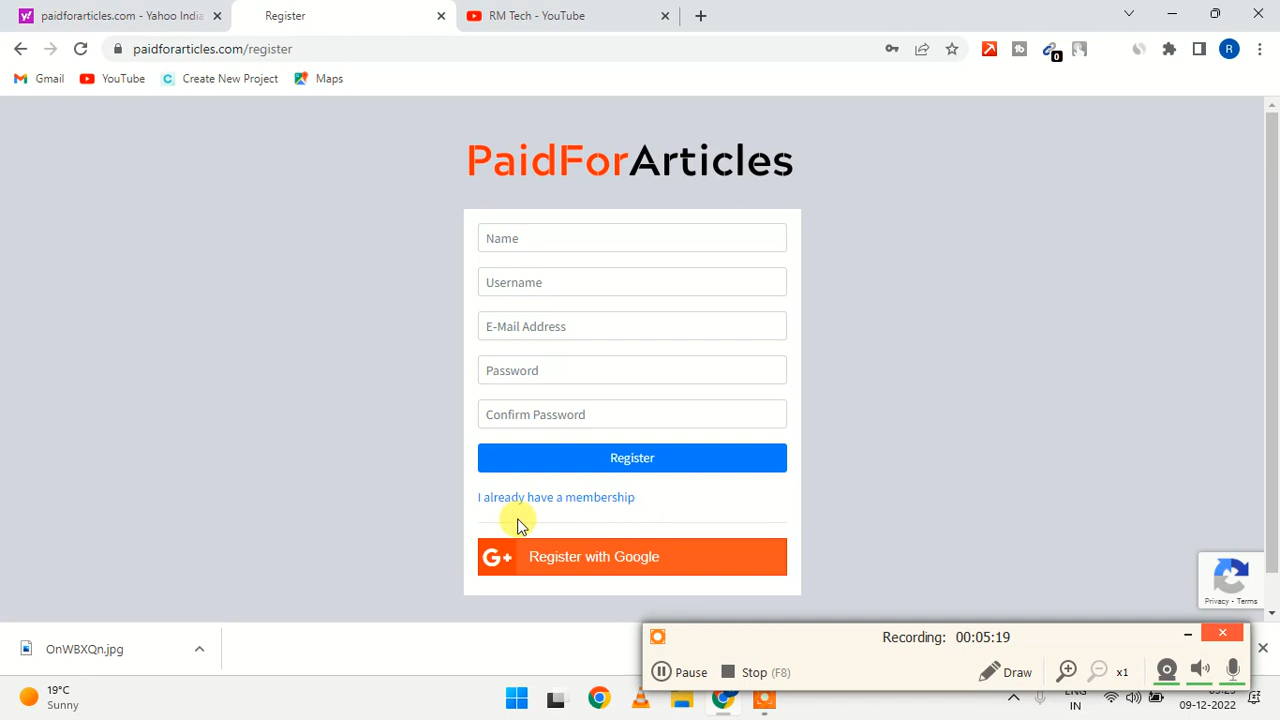 paidforarticles.com - Yahoo India
Register
RM Tech - YouTube
paidforarticles.com/register
0
R
Gmail
YouTube
Create New Project
Maps
PaidForArticles
Name
Username
E-Mail Address
Password
Confirm Password
Register
I already have a membership
G+ Register with Google
Privacy - Terms
OnWBXQn.jpg
Recording: 00:05:19
Pause
Stop (F8)
Draw
x1
19°C
Sunny
ENG
IN
09-12-2022